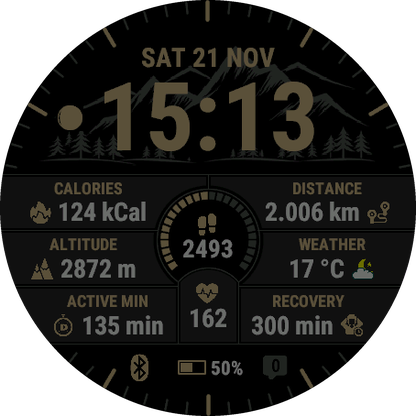 SAT 21 NOV
15:13
CALORIES
124 kCal
DISTANCE
2.006 km
2493
ALTITUDE
2872 m
WEATHER
17 °C
ACTIVE MIN
D
135 min
162
RECOVERY
300 min
50%
0